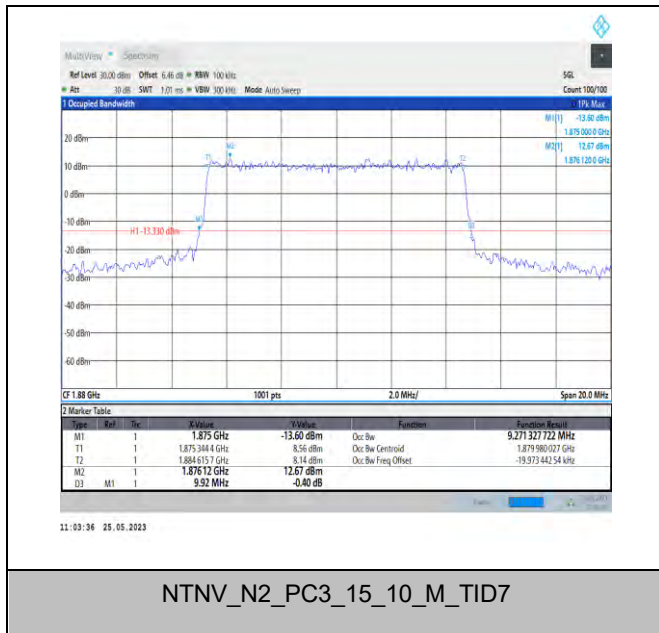 MultiView Spectrum
Ref Level 30.00 dBm Offset 6.46 dB RBW 100 kHz SGL
Att 30 dB SWT 1.01 ms VBW 300 kHz Mode Auto Sweep Count 100/100
1 Occupied Bandwidth 1Pk Max
M1[1] -13.60 dBm
1.875 000 0 GHz
M2[1] 12.67 dBm
1.876 120 0 GHz
20 dBm
10 dBm
0 dBm
-10 dBm
-20 dBm
-30 dBm
-40 dBm
-50 dBm
-60 dBm
T1
M2
T2
M1
H1 -13.330 dBm
CF 1.88 GHz 1001 pts 2.0 MHz/ Span 20.0 MHz
2 Marker Table
Type Ref Trc X-Value Y-Value Function Function Result
M1 1 1.875 GHz -13.60 dBm Occ Bw 9.271 327 722 MHz
T1 1 1.875 344 4 GHz 8.56 dBm Occ Bw Centroid 1.879 980 027 GHz
T2 1 1.884 615 7 GHz 8.14 dBm Occ Bw Freq Offset -19.973 442 54 kHz
M2 1 1.876 12 GHz 12.67 dBm
D3 M1 1 9.92 MHz -0.40 dB
11:03:36 25.05.2023
NTNV_N2_PC3_15_10_M_TID7